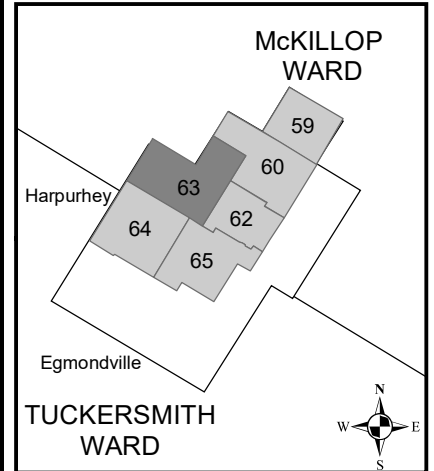 McKILLOP
WARD
59
60
Harpurhey
63
62
64
65
Egmondville
TUCKERSMITH
WARD
N
W E
S